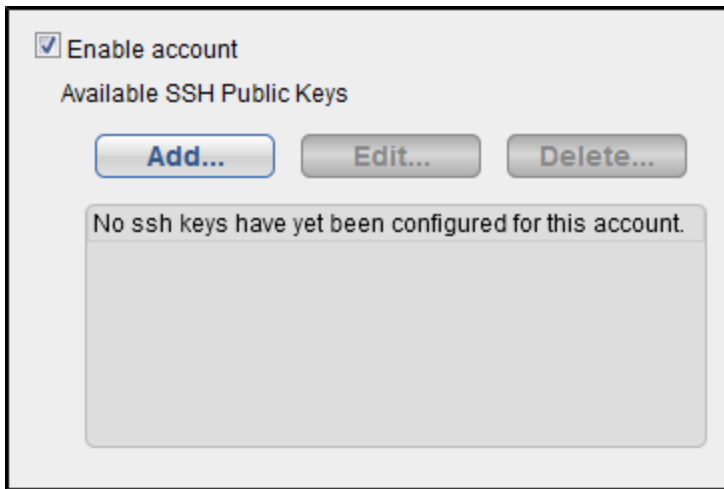 Enable account
Available SSH Public Keys
Add... Edit... Delete...
No ssh keys have yet been configured for this account.